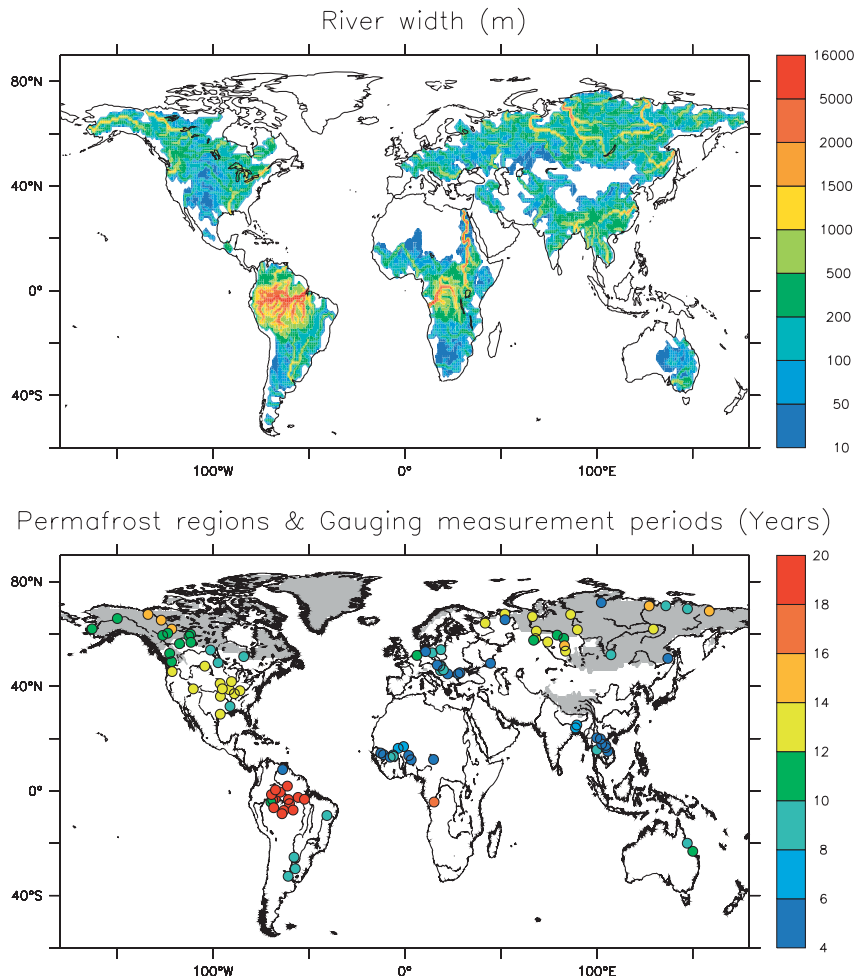 River width (m)
80°N
40°N
0°
40°S
100°W
0°
100°E
16000
5000
2000
1500
1000
500
200
100
50
10
Permafrost regions & Gauging measurement periods (Years)
80°N
40°N
0°
40°S
100°W
0°
100°E
20
18
16
14
12
10
8
6
4